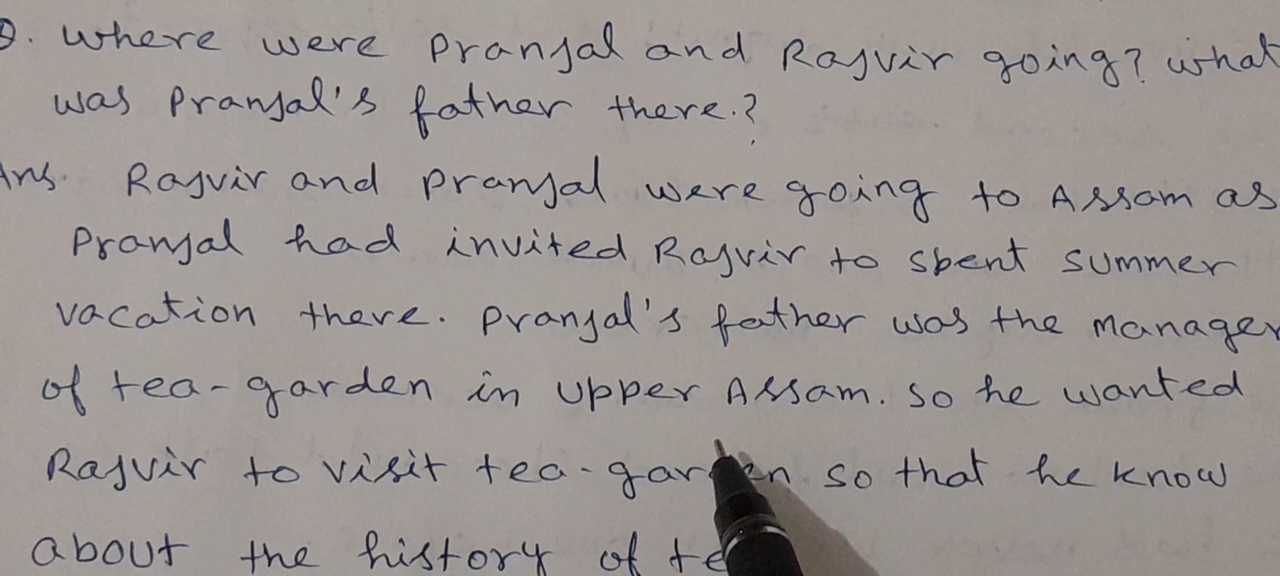 Q. Where were Pranjal and Rajvir going? What
was Pranjal's father there.?
Ans. Rajvir and Pranjal were going to Assam as
Pranjal had invited Rajvir to spent summer
vacation there. Pranjal's father was the manager
of tea-garden in upper Assam. So he wanted
Rajvir to visit tea-garden so that he know
about the history of